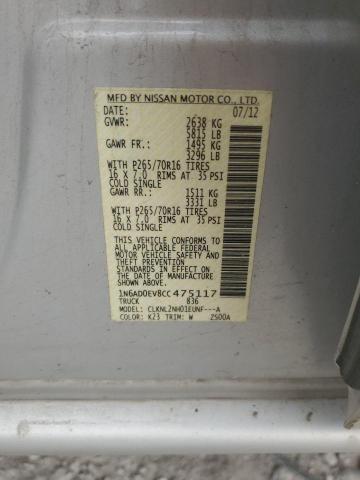 MFD BY NISSAN MOTOR CO., LTD.
DATE: 07/12
GVWR: 2638 KG
5815 LB
GAWR FR: 1495 KG
3296 LB
WITH P265/70R16 TIRES
16 X 7.0 RIMS AT 35 PSI
COLD SINGLE
GAWR RR: 1511 KG
3331 LB
WITH P265/70R16 TIRES
16 X 7.0 RIMS AT 35 PSI
COLD SINGLE
THIS VEHICLE CONFORMS TO ALL
APPLICABLE FEDERAL
MOTOR VEHICLE SAFETY STANDARDS
IN EFFECT ON THE DATE OF
MANUFACTURE SHOWN ABOVE.
1N6AD0EV8CC475117
TRUCK 836
MODEL: CLKNL2NH01EUNF---A
COLOR: K23 TRIM: W 2500A